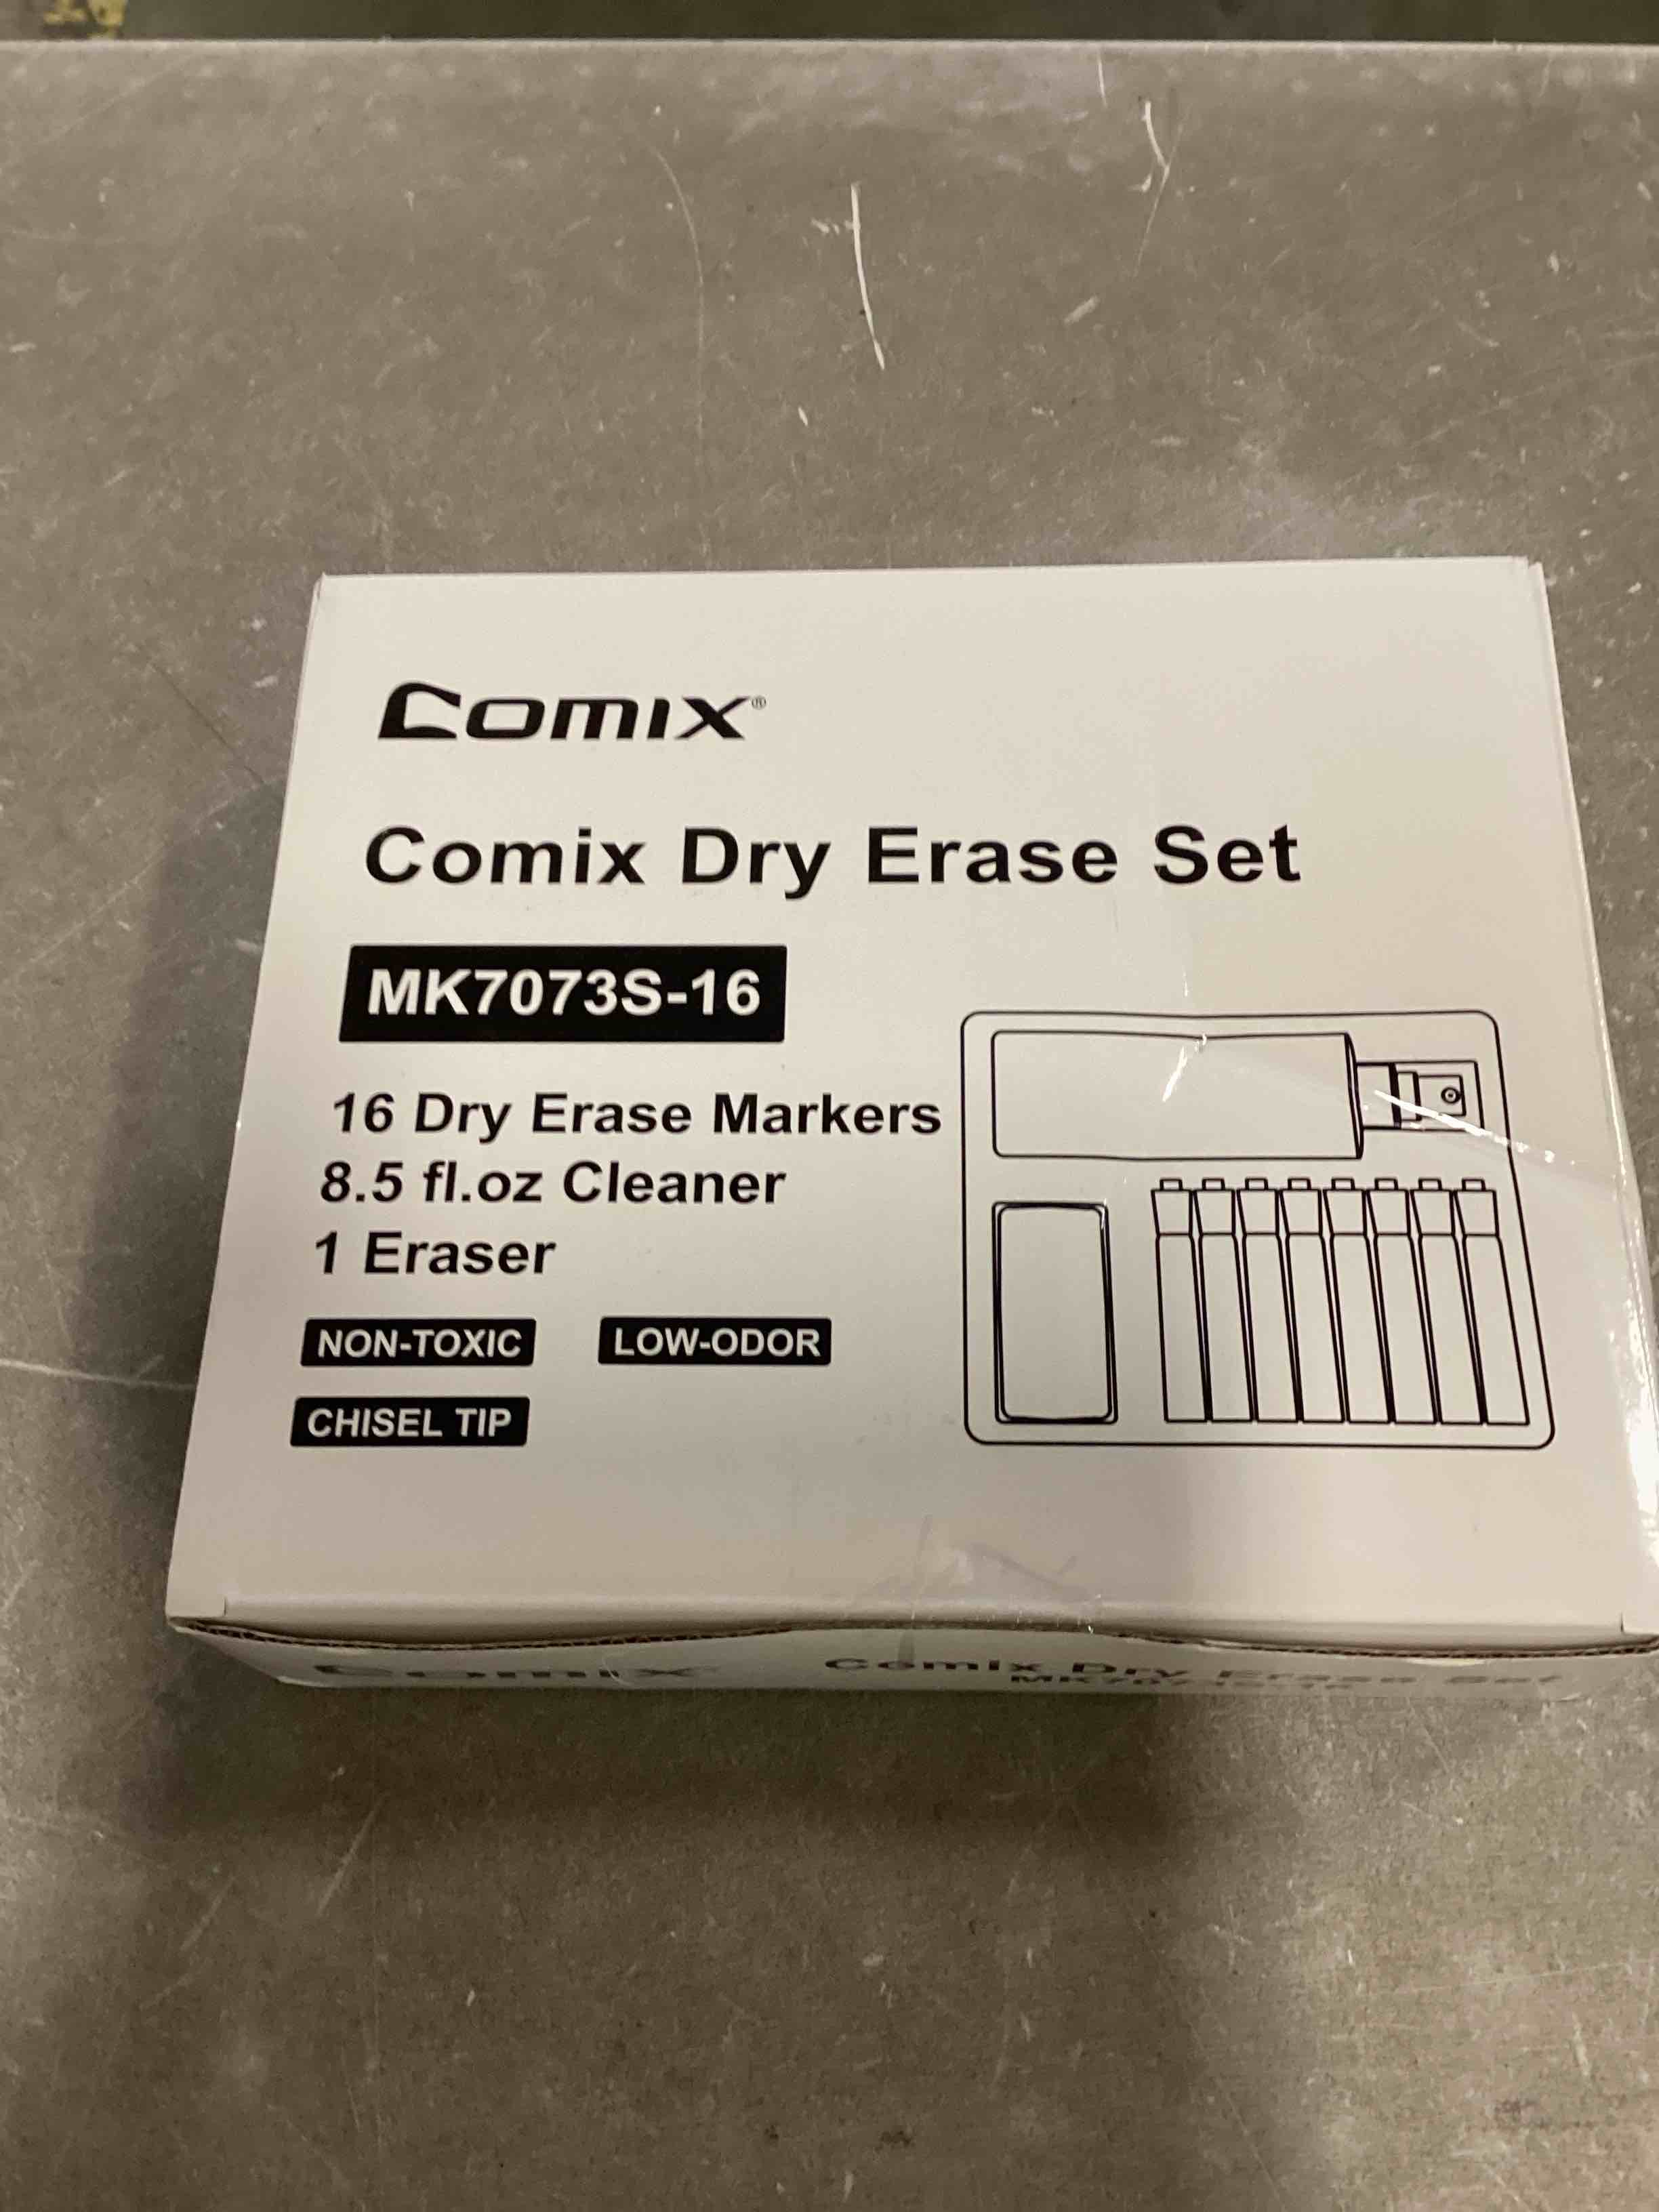 Comix®
Comix Dry Erase Set
MK7073S-16
16 Dry Erase Markers
8.5 fl.oz Cleaner
1 Eraser
NON-TOXIC LOW-ODOR
CHISEL TIP
Comix Comix Dry Erase Set